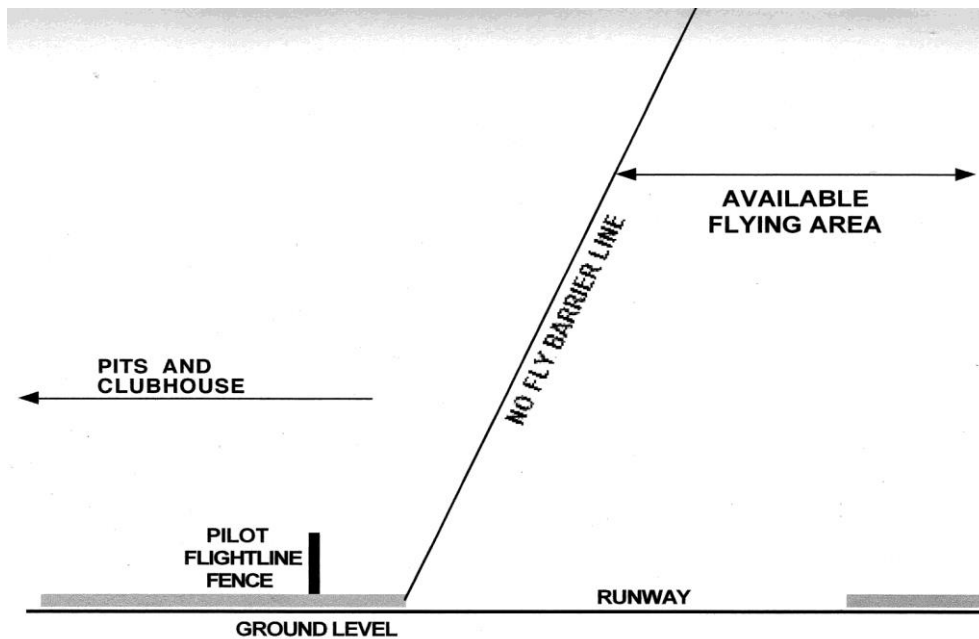 AVAILABLE
FLYING AREA
NO FLY BARRIER LINE
PITS AND
CLUBHOUSE
PILOT
FLIGHTLINE
FENCE
RUNWAY
GROUND LEVEL